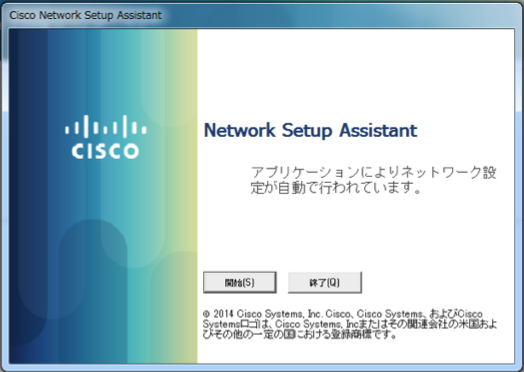 Cisco Network Setup Assistant
CISCO
Network Setup Assistant
アプリケーションによりネットワーク設
定が自動で行われています。
開始(S)
終了(Q)
© 2014 Cisco Systems, Inc. Cisco、Cisco Systems、およびCisco
Systemsロゴは、Cisco Systems, Incまたはその関連会社の米国およ
びその他の一定の国における登録商標です。